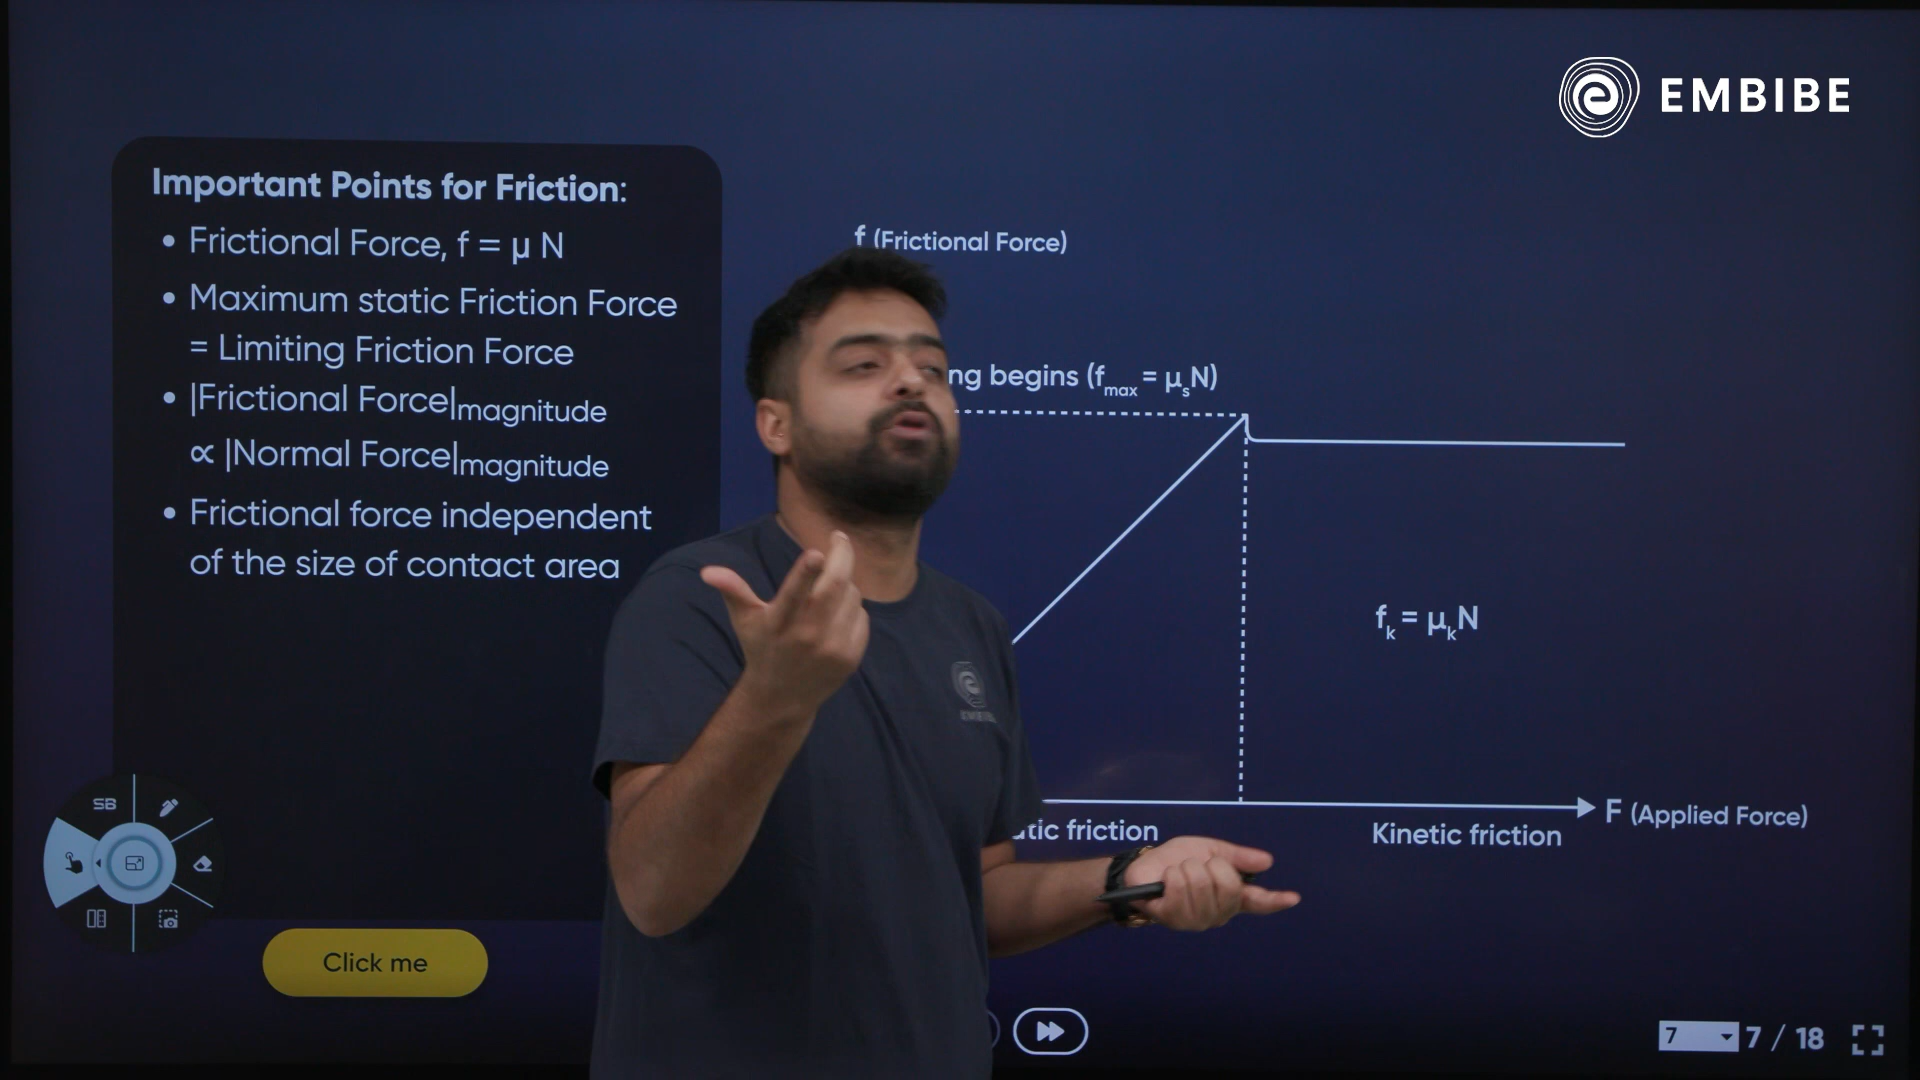 EMBIBE
Important Points for Friction:
• Frictional Force, f = μ N
• Maximum static Friction Force
= Limiting Friction Force
• |Frictional Force|magnitude
∝ |Normal Force|magnitude
• Frictional force independent
of the size of contact area
f (Frictional Force)
begins (fmax = μsN)
fk = μkN
friction
Kinetic friction
F (Applied Force)
EMBIBE
SB
Click me
7
7 / 18